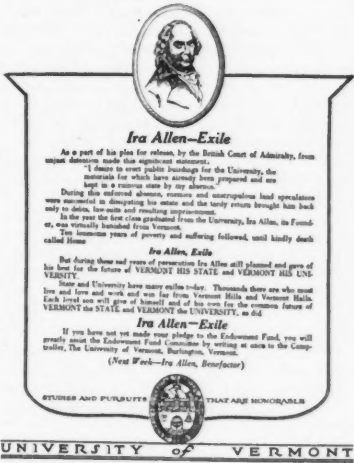 Ira Allen—Exile
As a part of his plea for release, by the British Court of Admiralty, from
unjust detention made this significant statement.
"I desire to erect public buildings for the University, the
materials for which have already been prepared and are
kept in a ruinous state by my absence."
During this enforced absence, enemies and unscrupulous land speculators
were successful in dissipating his estate and the tardy return brought him back
only to debts, law-suits and resulting imprisonment.
In the year the first class graduated from the University, Ira Allen, its Found-
er, was virtually banished from Vermont.
Ten lonesome years of poverty and suffering followed, until kindly death
called Home
Ira Allen, Exile
But during these sad years of persecution Ira Allen still planned and gave of
his best for the future of VERMONT HIS STATE and VERMONT HIS UNI-
VERSITY.
State and University have many exiles today. Thousands there are who must
live and love and work and win far from Vermont Hills and Vermont Halls.
Each loyal son will give of himself and of his own for the common future of
VERMONT the STATE and VERMONT the UNIVERSITY, as did
Ira Allen—Exile
If you have not yet made your pledge to the Endowment Fund, you will
greatly assist the Endowment Fund Committee by writing at once to the Comp-
troller, The University of Vermont, Burlington, Vermont.
(Next Week—Ira Allen, Benefactor)
STUDIES AND PURSUITS THAT ARE HONORABLE
UNIVERSITY of VERMONT